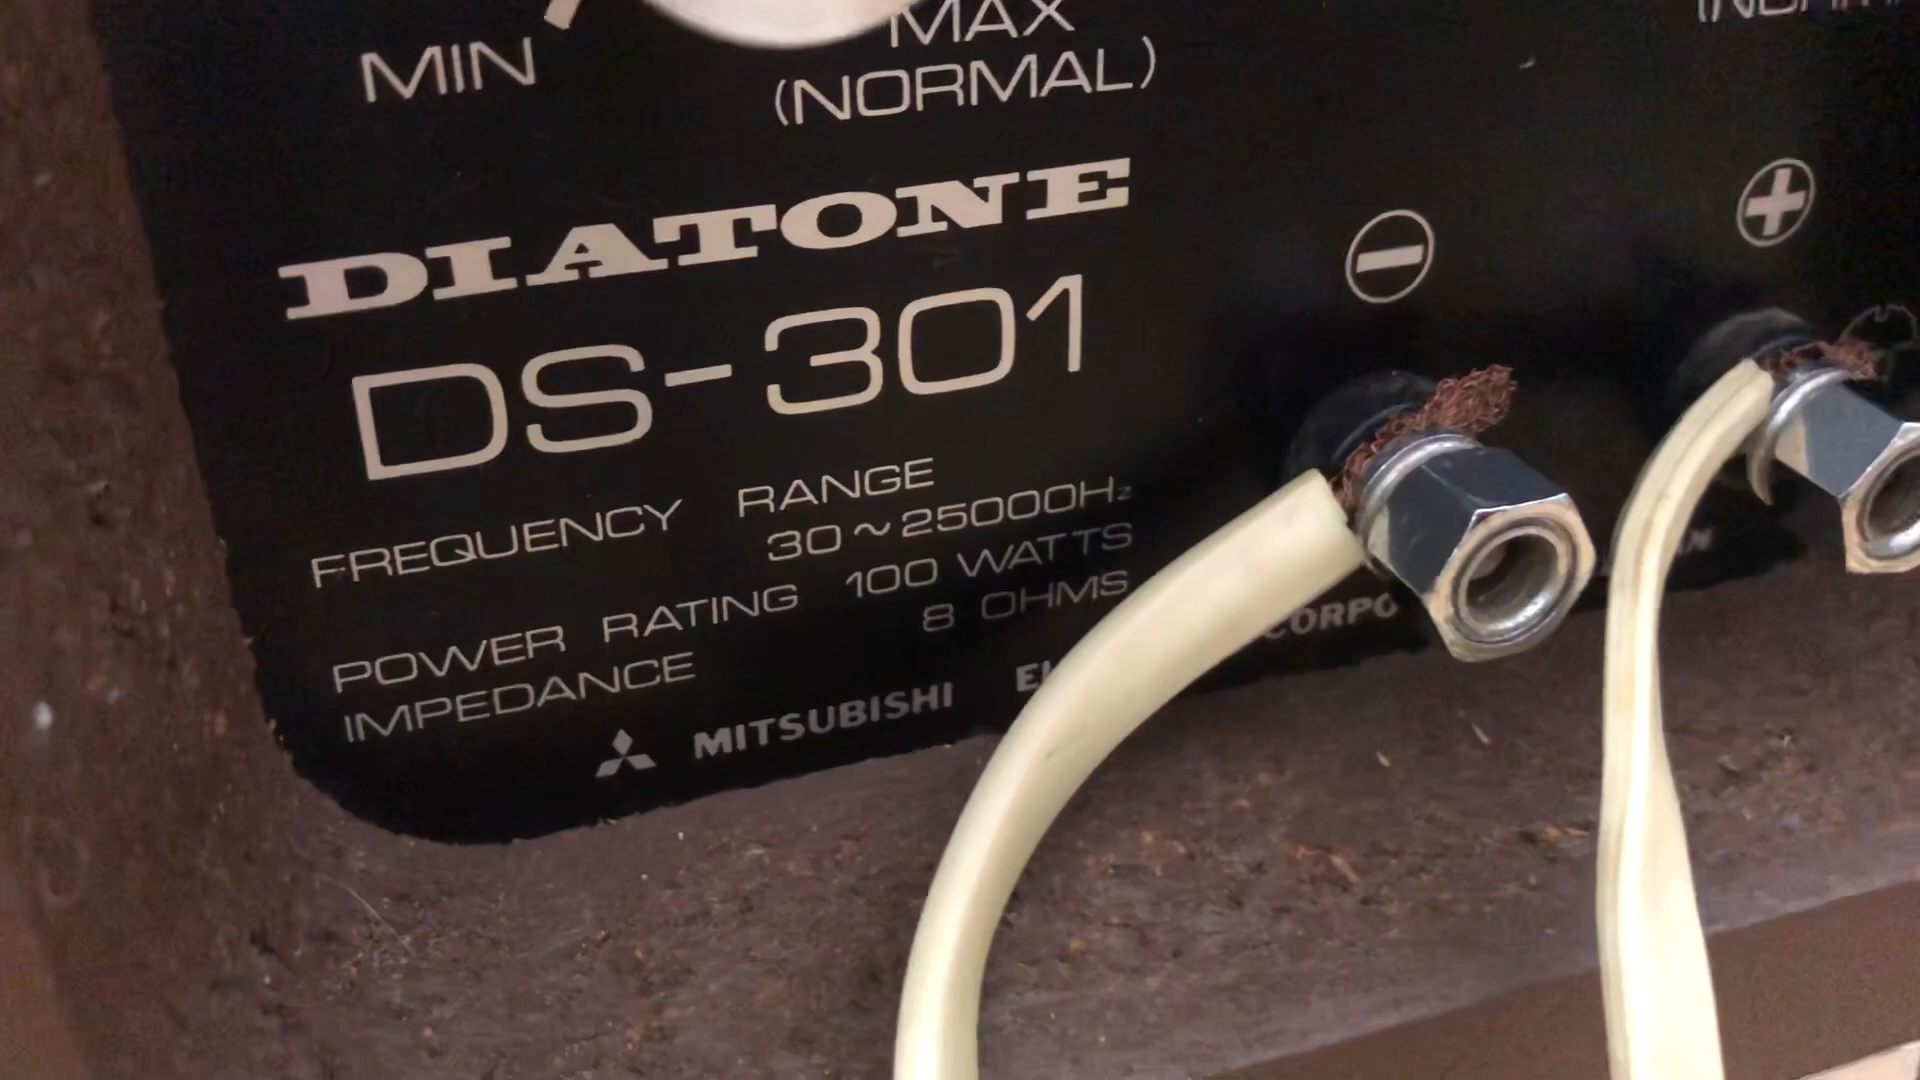 MIN
MAX
(NORMAL)
DIATONE
DS-301
FREQUENCY RANGE
30~25000Hz
POWER RATING 100 WATTS
IMPEDANCE 8 OHMS
MITSUBISHI